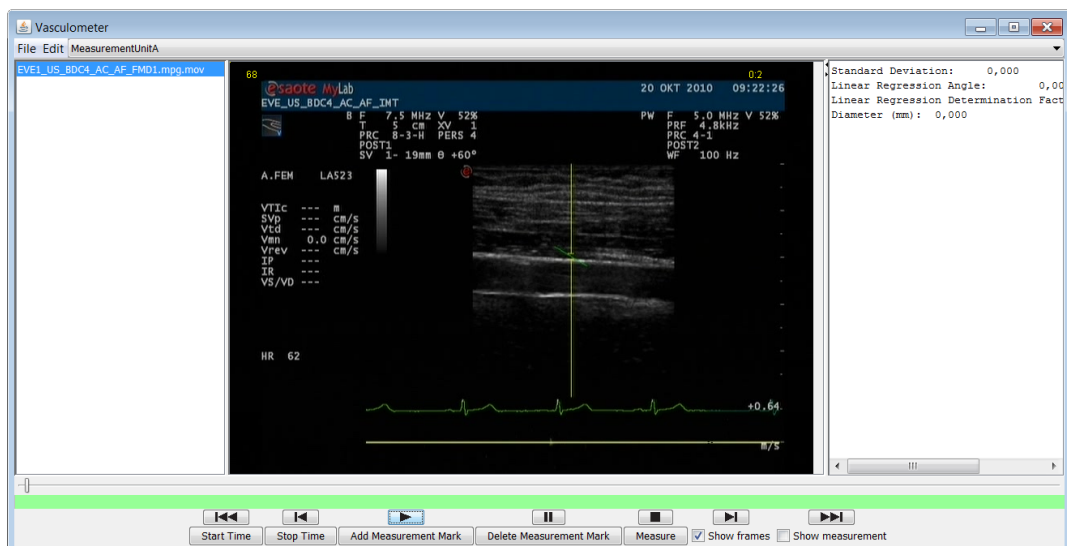 Vasculometer
File Edit MeasurementUnitA
EVE1_US_BDC4_AC_AF_FMD1.mpg.mov
68
0:2
esaote MyLab
20 OKT 2010 09:22:26
EVE_US_BDC4_AC_AF_IMT
B F 7.5 MHz V 52%
T 5 cm XV 1
PRC 8-3-H PERS 4
POST1
SV 1- 19mm θ +60°
PW F 5.0 MHz V 52%
PRF 4.8kHz
PRC 4-1
POST2
WF 100 Hz
A.FEM LA523
VTIc --- m
SVp --- cm/s
Vtd --- cm/s
Vmn 0.0 cm/s
Vrev --- cm/s
IP ---
IR ---
VS/VD ---
HR 62
+0.64
m/s
Standard Deviation: 0,000
Linear Regression Angle: 0,00
Linear Regression Determination Fact
Diameter (mm): 0,000
Start Time Stop Time Add Measurement Mark Delete Measurement Mark Measure Show frames Show measurement